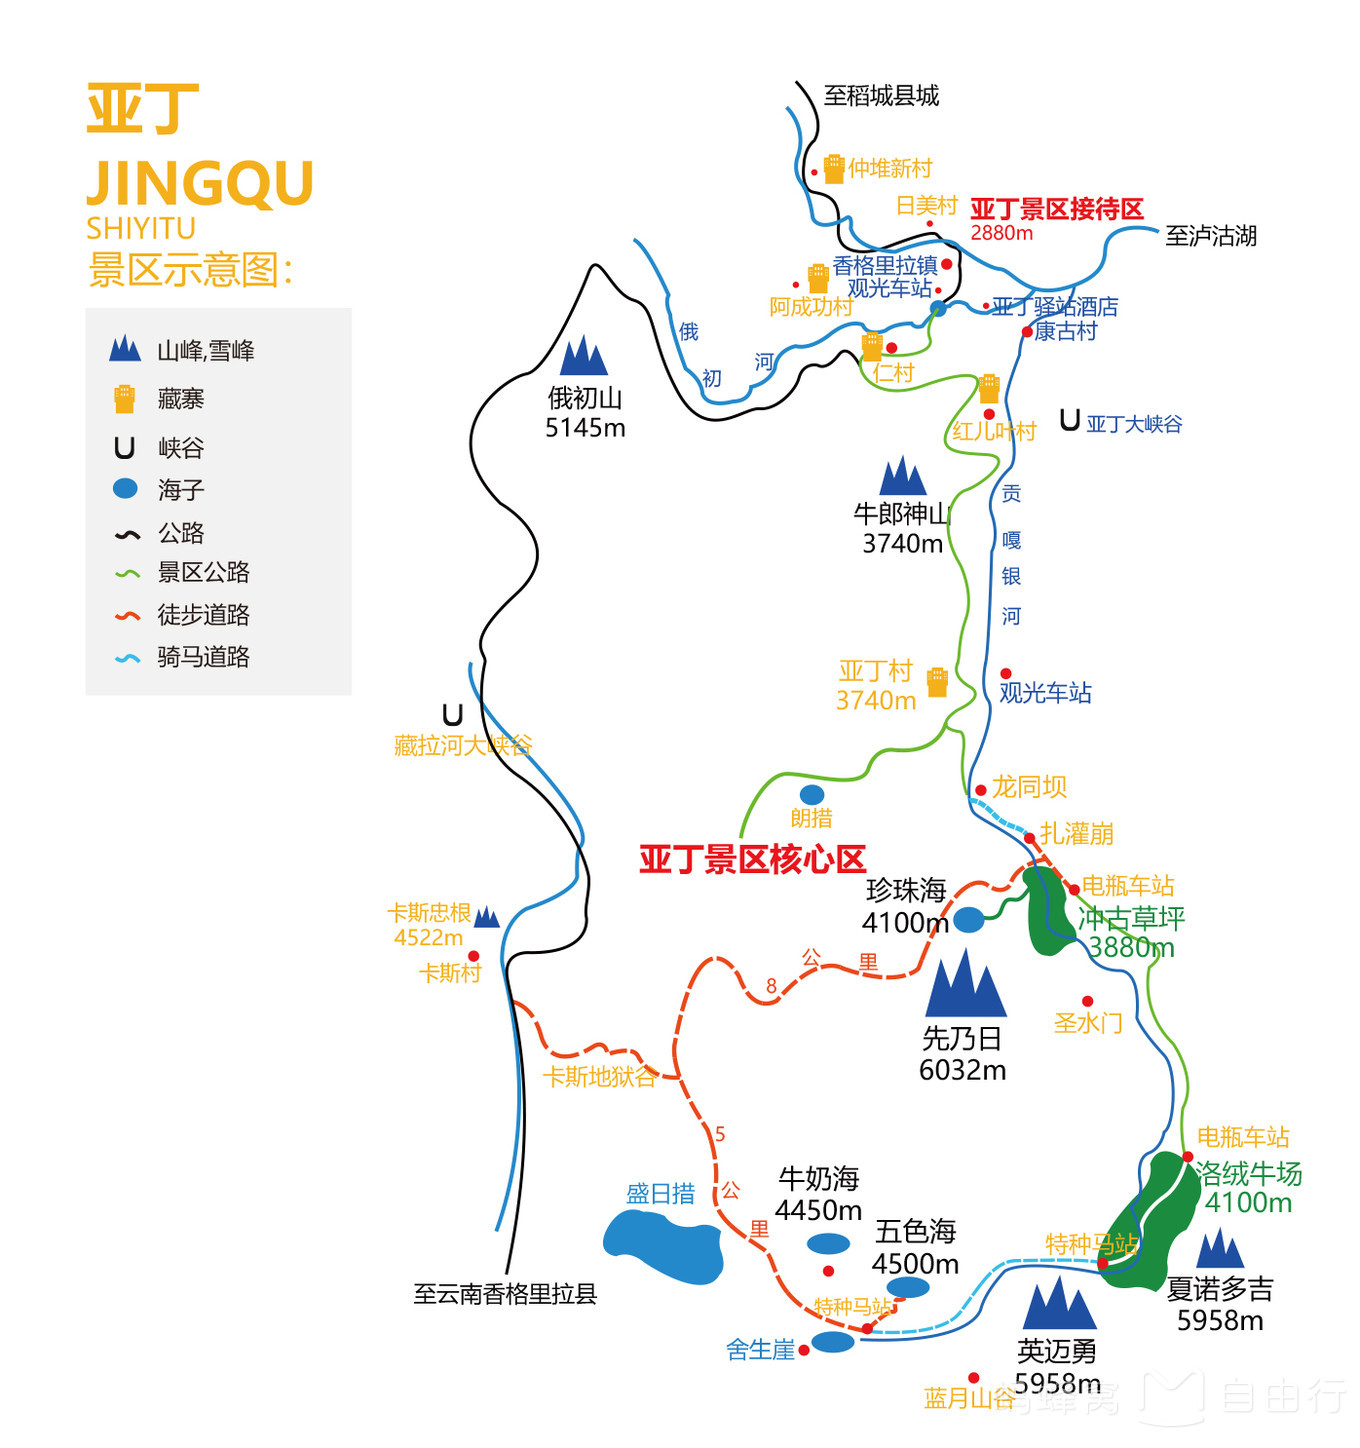 亚丁
JINGQU
SHIYITU
景区示意图：
山峰,雪峰
藏寨
峡谷
海子
公路
景区公路
徒步道路
骑马道路
至稻城县城
仲堆新村
日美村
亚丁景区接待区
2880m
至泸沽湖
香格里拉镇
观光车站
阿成功村
亚丁驿站酒店
康古村
俄
初
河
仁村
俄初山
5145m
红儿叶村
亚丁大峡谷
牛郎神山
3740m
贡
嘎
银
河
亚丁村
3740m
观光车站
藏拉河大峡谷
龙同坝
朗措
扎灌崩
亚丁景区核心区
珍珠海
4100m
电瓶车站
冲古草坪
3880m
卡斯忠根
4522m
卡斯村
8
公
里
圣水门
先乃日
6032m
卡斯地狱谷
5
公
里
电瓶车站
洛绒牛场
4100m
牛奶海
4450m
盛日措
五色海
4500m
特种马站
夏诺多吉
5958m
至云南香格里拉县
特种马站
舍生崖
英迈勇
5958m
蓝月山谷
蚂蜂窝
自由行